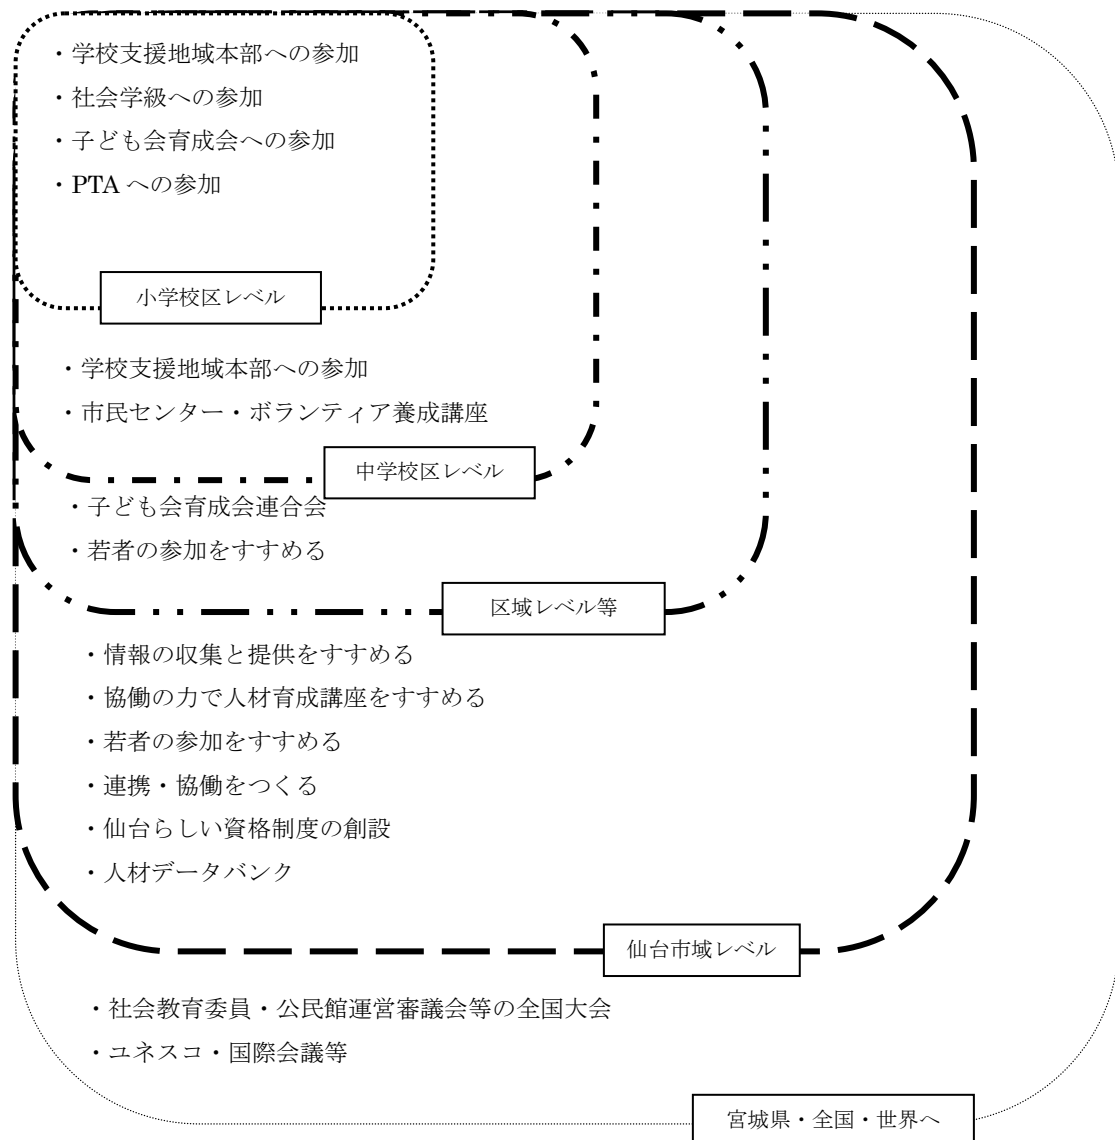 ・学校支援地域本部への参加
・社会学級への参加
・子ども会育成会への参加
・PTA への参加
小学校区レベル
・学校支援地域本部への参加
・市民センター・ボランティア養成講座
中学校区レベル
・子ども会育成会連合会
・若者の参加をすすめる
区域レベル等
・情報の収集と提供をすすめる
・協働の力で人材育成講座をすすめる
・若者の参加をすすめる
・連携・協働をつくる
・仙台らしい資格制度の創設
・人材データバンク
仙台市域レベル
・社会教育委員・公民館運営審議会等の全国大会
・ユネスコ・国際会議等
宮城県・全国・世界へ